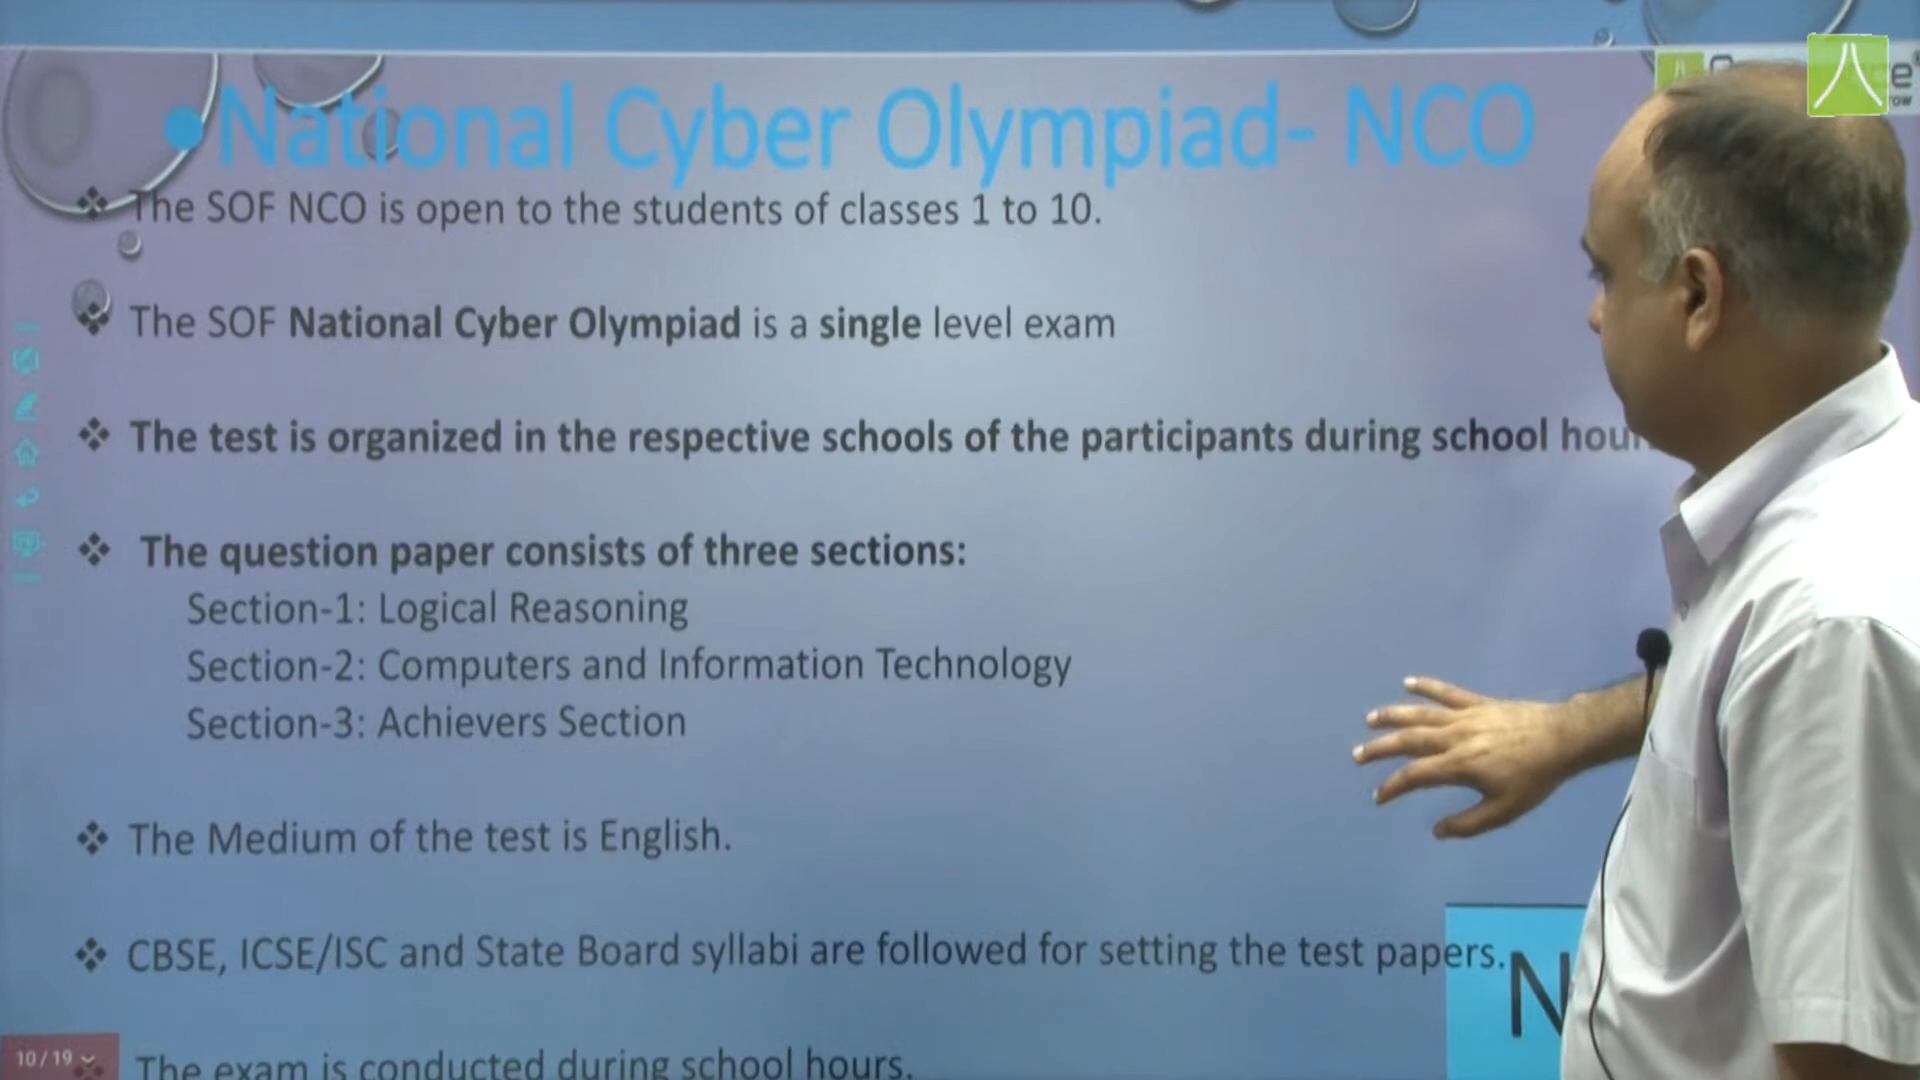 •National Cyber Olympiad- NCO
❖ The SOF NCO is open to the students of classes 1 to 10.
❖ The SOF National Cyber Olympiad is a single level exam
❖ The test is organized in the respective schools of the participants during school
❖ The question paper consists of three sections:
Section-1: Logical Reasoning
Section-2: Computers and Information Technology
Section-3: Achievers Section
❖ The Medium of the test is English.
❖ CBSE, ICSE/ISC and State Board syllabi are followed for setting the test papers.
❖ The exam is conducted during school hours.
10 / 19